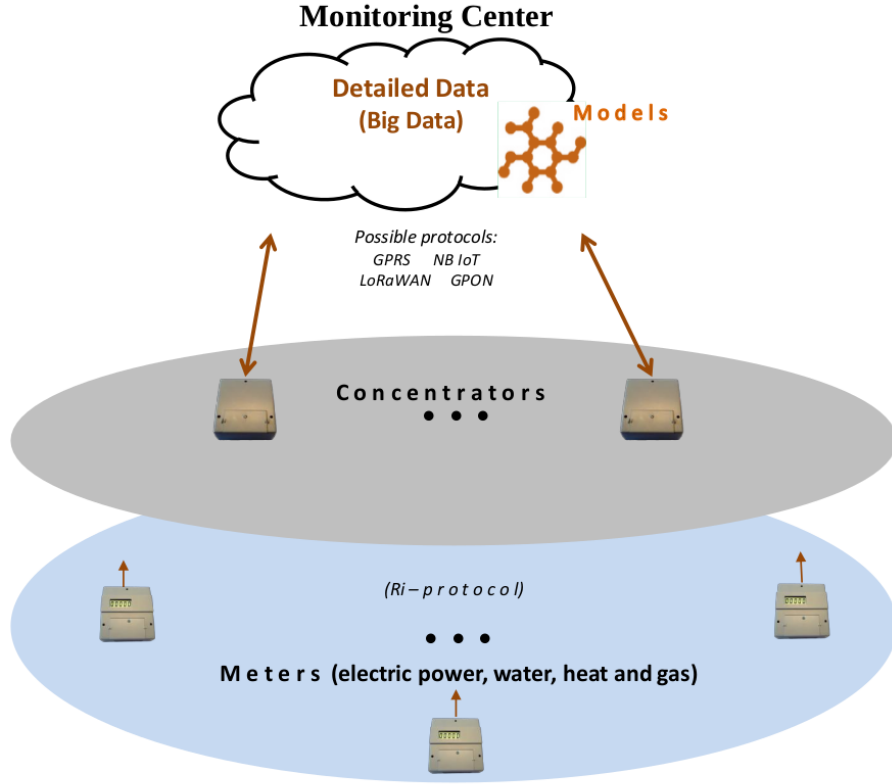 Monitoring Center
Detailed Data
(Big Data)
Models
Possible protocols:
GPRS NB IoT
LoRaWAN GPON
Concentrators
(Ri – protocol)
Meters (electric power, water, heat and gas)